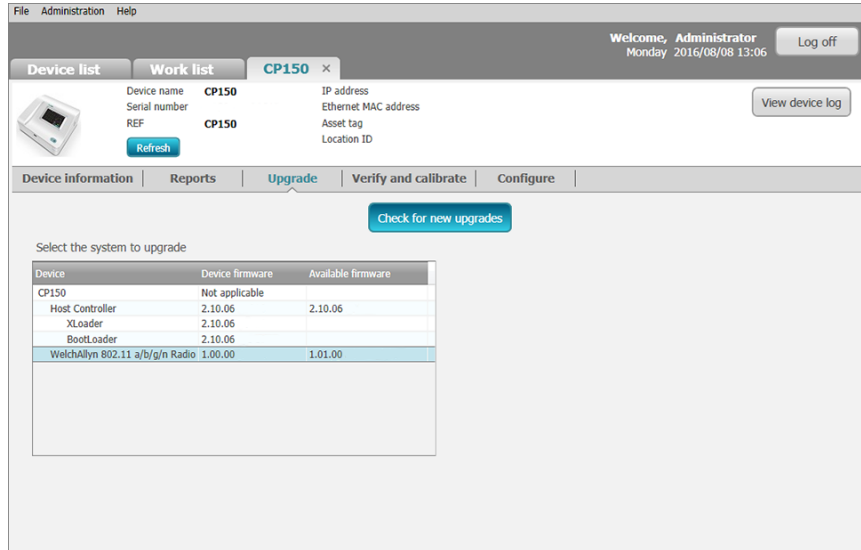 File Administration Help
Welcome, Administrator
Monday 2016/08/08 13:06
Log off
Device list Work list CP150 ×
Device name CP150 IP address
Serial number Ethernet MAC address
REF CP150 Asset tag
Location ID
Refresh
View device log
Device information Reports Upgrade Verify and calibrate Configure
Check for new upgrades
Select the system to upgrade
Device Device firmware Available firmware
CP150 Not applicable
Host Controller 2.10.06 2.10.06
XLoader 2.10.06
BootLoader 2.10.06
WelchAllyn 802.11 a/b/g/n Radio 1.00.00 1.01.00